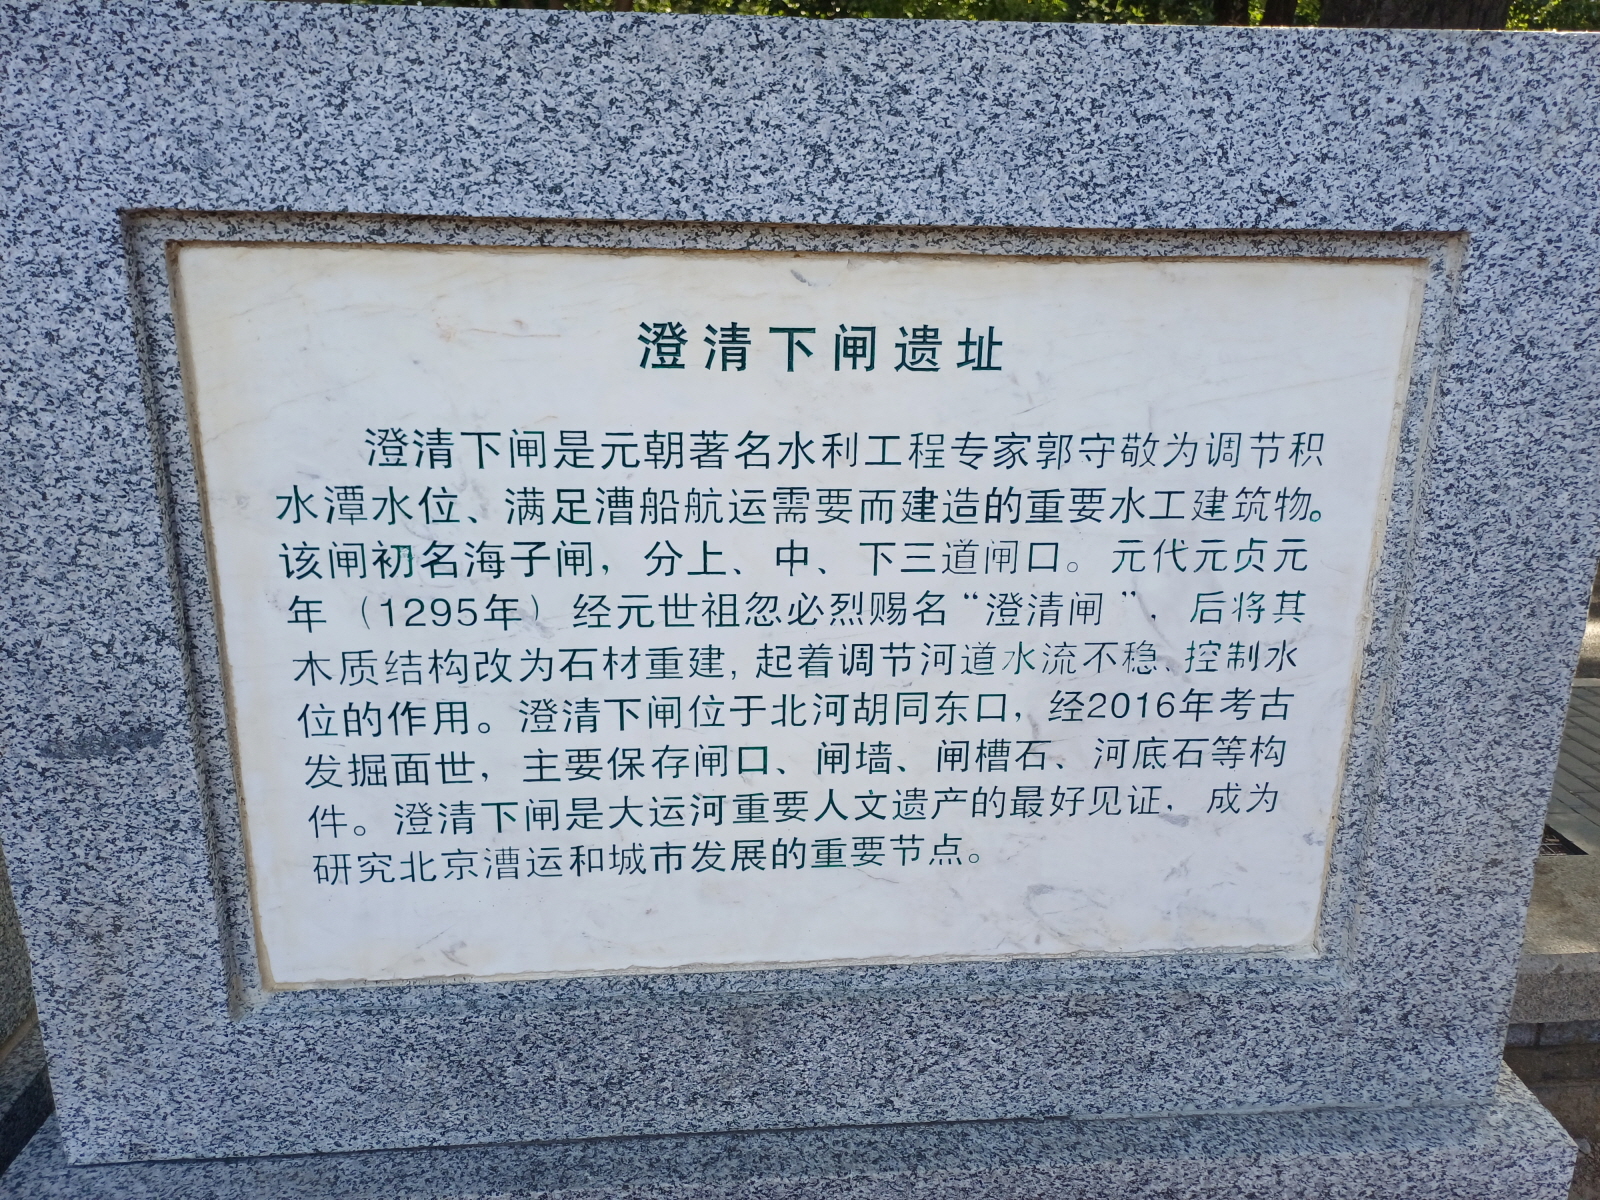 澄清下闸遗址
澄清下闸是元朝著名水利工程专家郭守敬为调节积
水潭水位、满足漕船航运需要而建造的重要水工建筑物。
该闸初名海子闸，分上、中、下三道闸口。元代元贞元
年（1295年）经元世祖忽必烈赐名“澄清闸”，后将其
木质结构改为石材重建，起着调节河道水流不稳、控制水
位的作用。澄清下闸位于北河胡同东口，经2016年考古
发掘面世，主要保存闸口、闸墙、闸槽石、河底石等构
件。澄清下闸是大运河重要人文遗产的最好见证，成为
研究北京漕运和城市发展的重要节点。